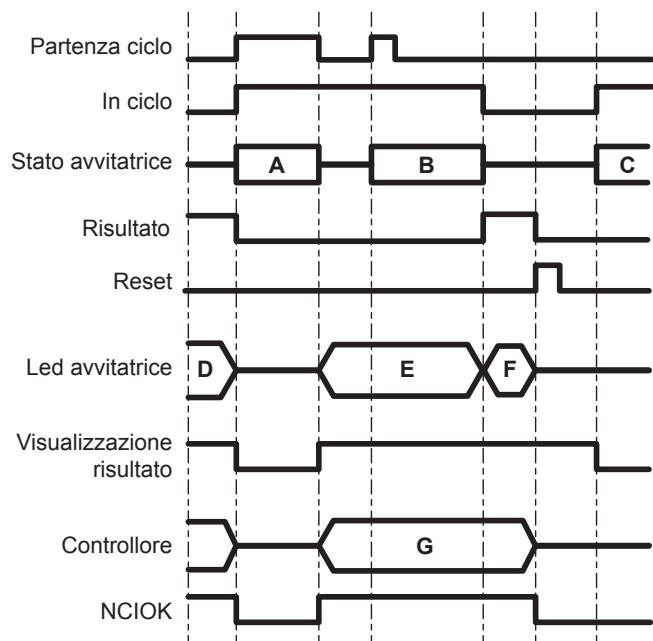 Partenza ciclo
In ciclo
Stato avvitatrice
A
B
C
Risultato
Reset
Led avvitatrice
D
E
F
Visualizzazione
risultato
Controllore
G
NCIOK